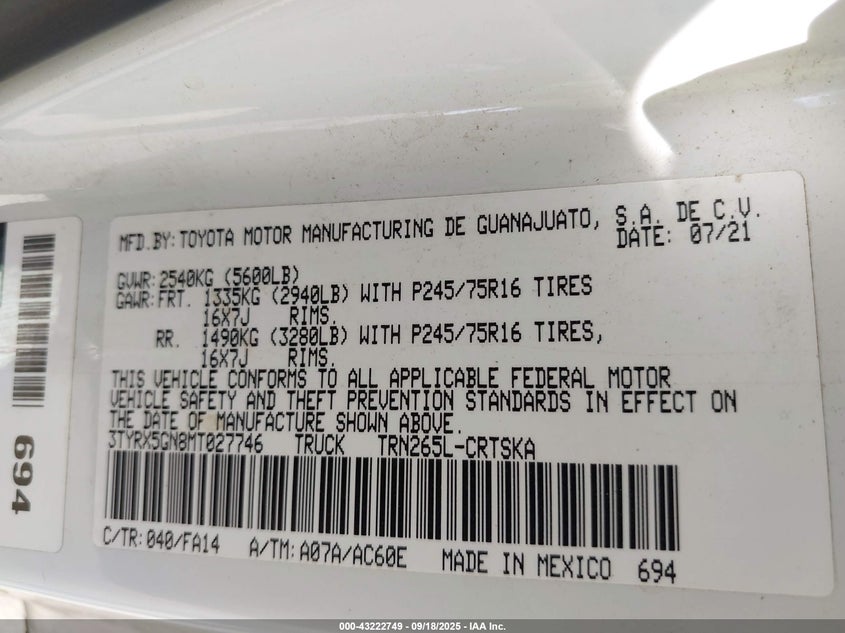 MFD.BY: TOYOTA MOTOR MANUFACTURING DE GUANAJUATO, S.A. DE C.V.
DATE: 07/21
GVWR: 2540KG (5600LB)
GAWR: FRT. 1335KG (2940LB) WITH P245/75R16 TIRES
16X7J RIMS.
RR. 1490KG (3280LB) WITH P245/75R16 TIRES,
16X7J RIMS.
THIS VEHICLE CONFORMS TO ALL APPLICABLE FEDERAL MOTOR
VEHICLE SAFETY AND THEFT PREVENTION STANDARDS IN EFFECT ON
THE DATE OF MANUFACTURE SHOWN ABOVE.
3TYRX5GN8MT027746 TRUCK TRN265L-CRTSKA
C/TR: 040/FA14 A/TM: A07A/AC60E MADE IN MEXICO 694
694
000-43222749 - 09/18/2025 - IAA Inc.